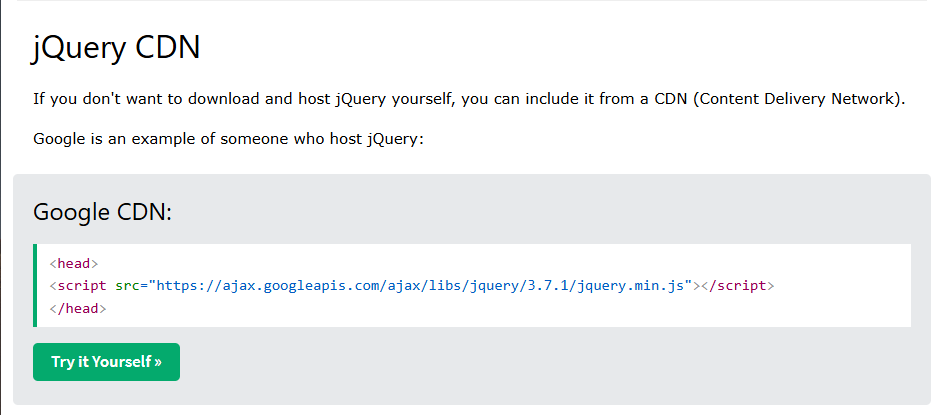 jQuery CDN
If you don't want to download and host jQuery yourself, you can include it from a CDN (Content Delivery Network).
Google is an example of someone who host jQuery:
Google CDN:
<head>
<script src="https://ajax.googleapis.com/ajax/libs/jquery/3.7.1/jquery.min.js"></script>
</head>
Try it Yourself »